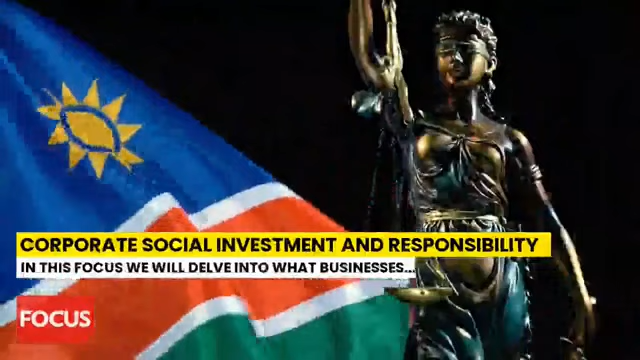 CORPORATE SOCIAL INVESTMENT AND RESPONSIBILITY
IN THIS FOCUS WE WILL DELVE INTO WHAT BUSINESSES...
FOCUS